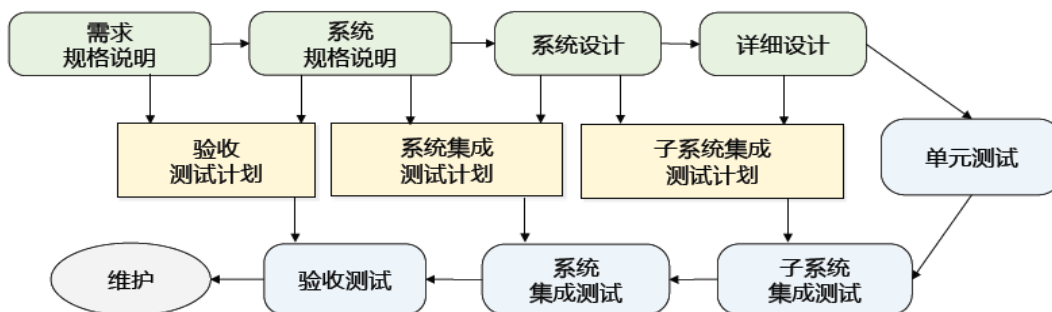 需求
规格说明
系统
规格说明
系统设计
详细设计
验收
测试计划
系统集成
测试计划
子系统集成
测试计划
单元测试
维护
验收测试
系统
集成测试
子系统
集成测试